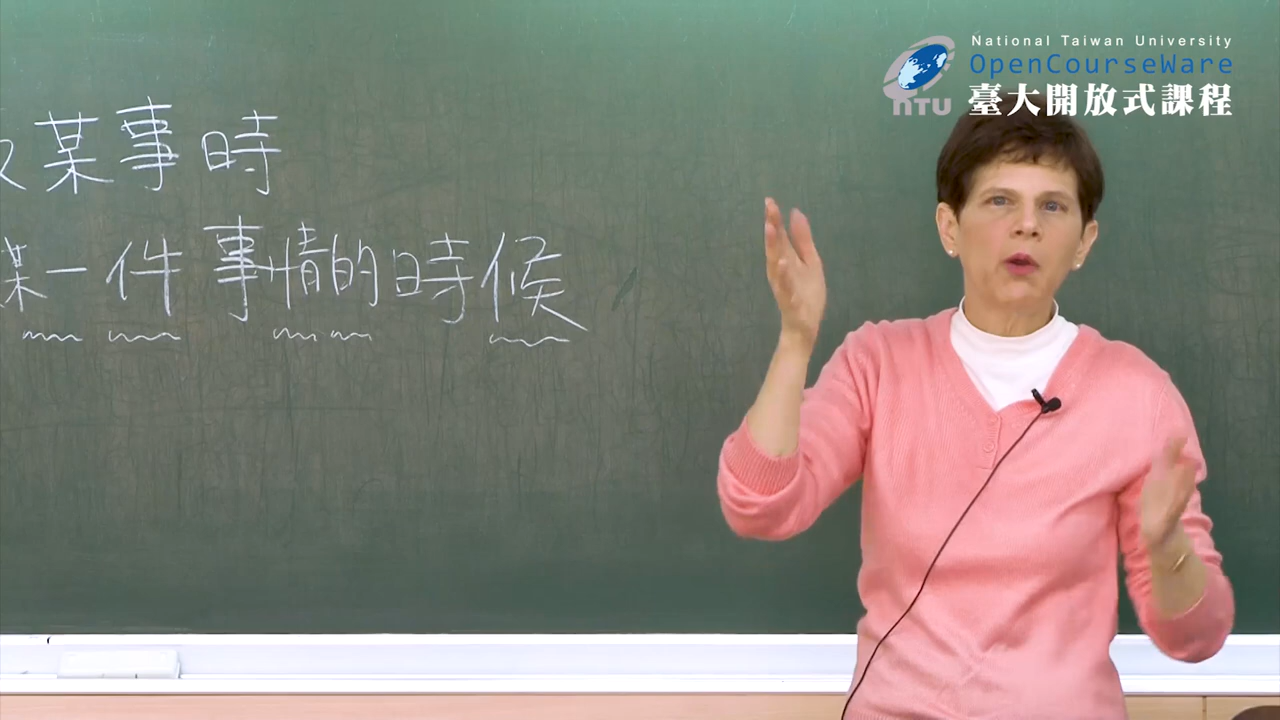 National Taiwan University
OpenCourseWare
NTU
臺大開放式課程
某事時
某一件事情的時候